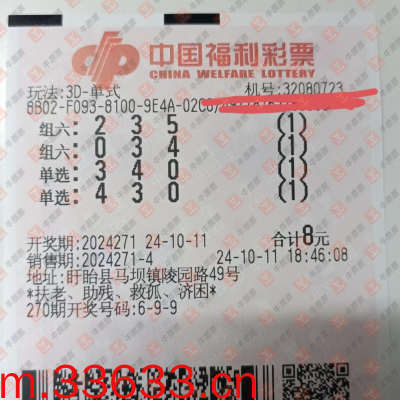 中国福利彩票
CHINA WELFARE LOTTERY
玩法:3D-单式 机号:32080723
6B02-F093-8100-9E4A-02C0/
组六: 2 3 5 (1)
组六: 0 3 4 (1)
单选: 3 4 0 (1)
单选: 4 3 0 (1)
开奖期:2024271 24-10-11 合计8元
销售期:2024271-4 24-10-11 18:46:08
地址:盱眙县马坝镇陵园路49号
*扶老、助残、救孤、济困*
270期开奖号码:6-9-9
m.33633.cn